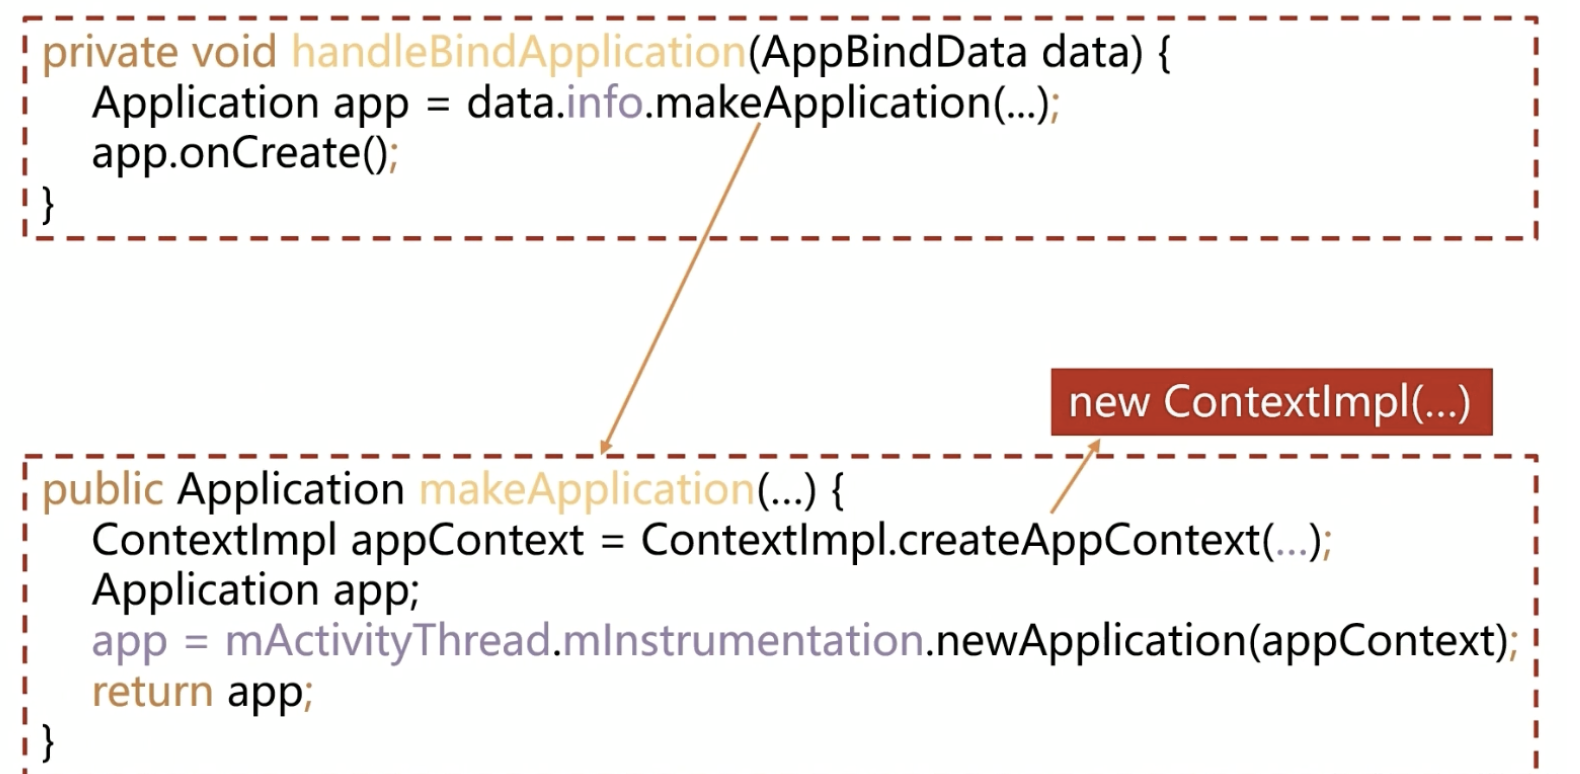 private void handleBindApplication(AppBindData data) {
Application app = data.info.makeApplication(...);
app.onCreate();
}
new ContextImpl(...)
public Application makeApplication(...) {
ContextImpl appContext = ContextImpl.createAppContext(...);
Application app;
app = mActivityThread.mInstrumentation.newApplication(appContext);
return app;
}